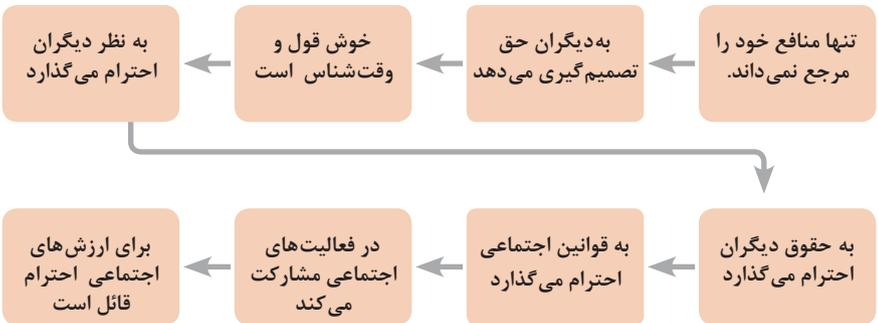 تنها منافع خود را
مرجع نمی‌داند.
به‌دیگران حق
تصمیم‌گیری می‌دهد
خوش قول و
وقت‌شناس است
به نظر دیگران
احترام می‌گذارد
به حقوق دیگران
احترام می‌گذارد
به قوانین اجتماعی
احترام می‌گذارد
در فعالیت‌های
اجتماعی مشارکت
می‌کند
برای ارزش‌های
اجتماعی احترام
قائل است